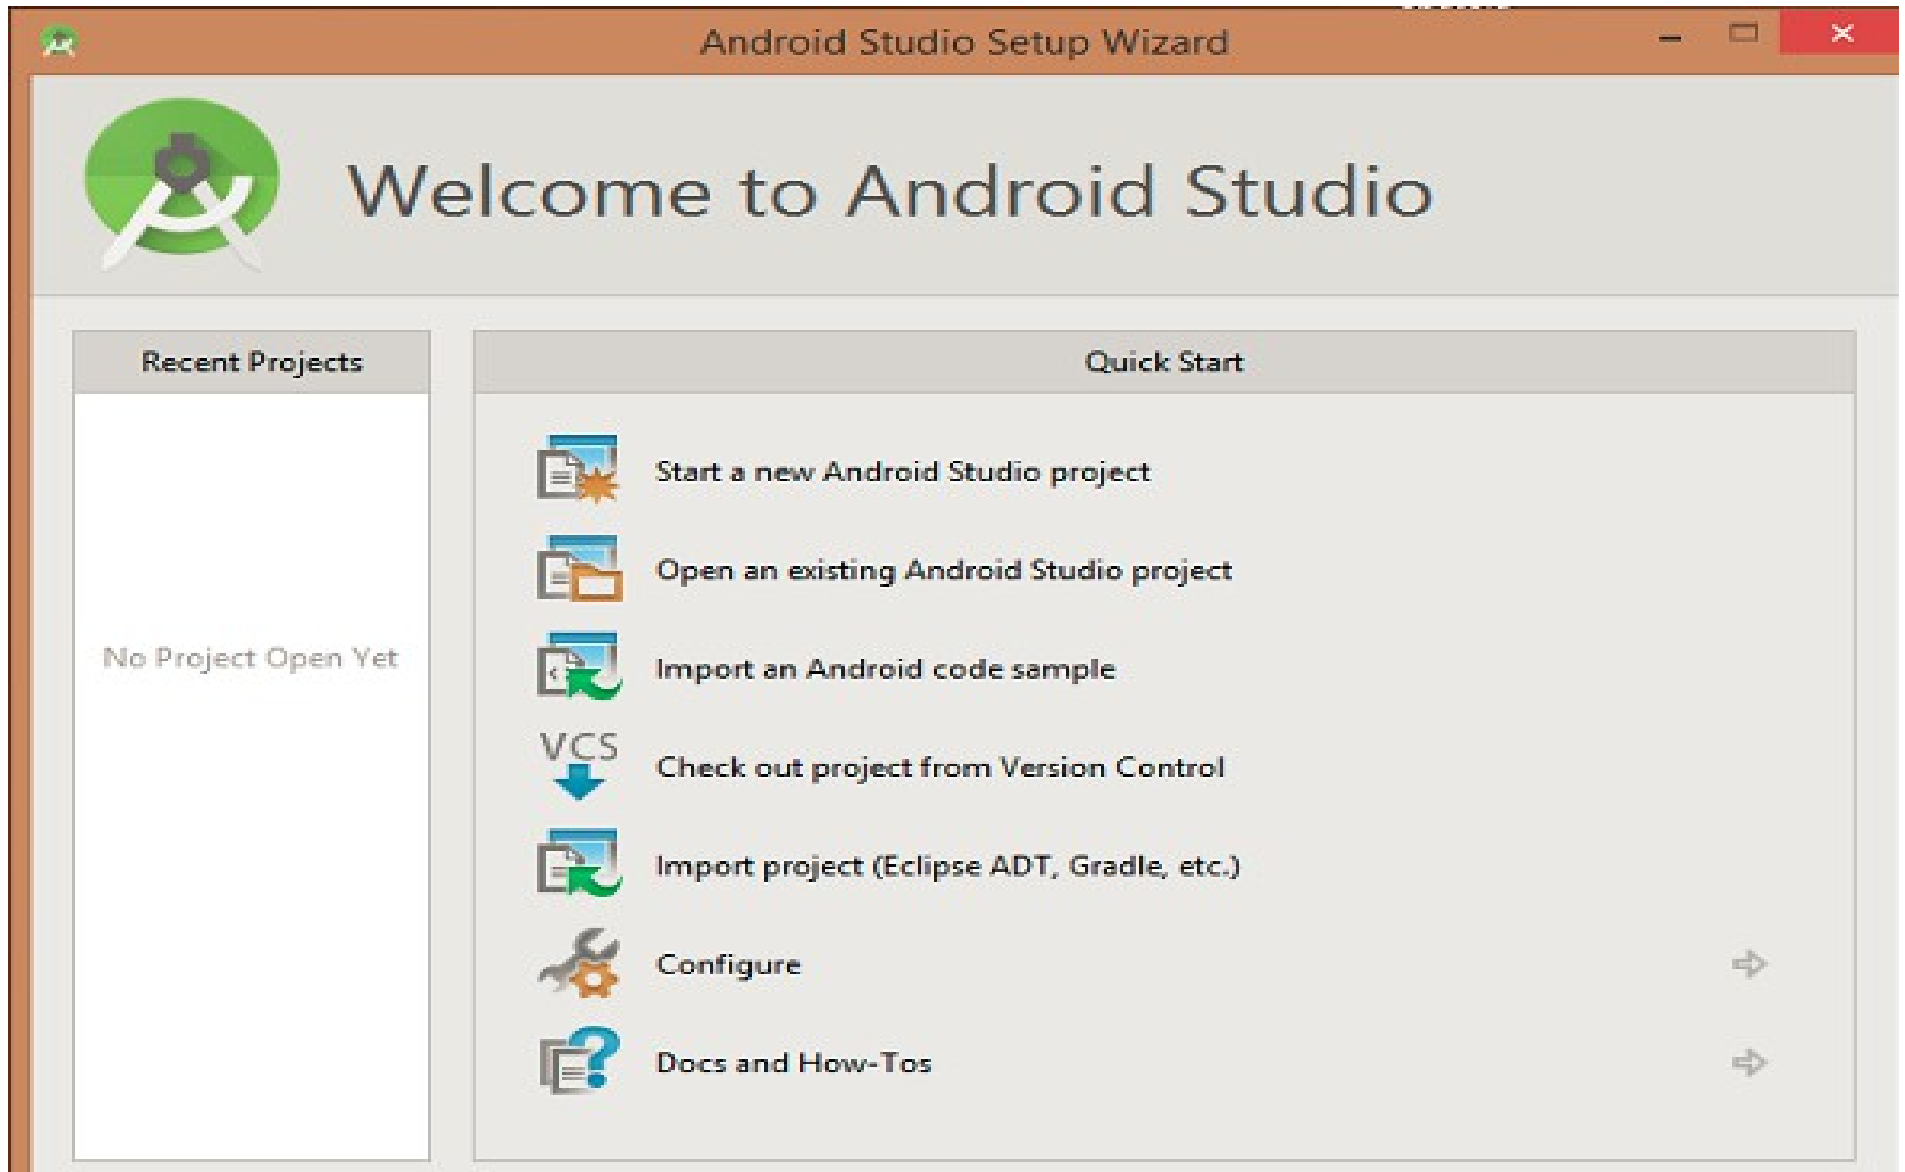 Android Studio Setup Wizard
Welcome to Android Studio
Recent Projects
No Project Open Yet
Quick Start
Start a new Android Studio project
Open an existing Android Studio project
Import an Android code sample
VCS
Check out project from Version Control
Import project (Eclipse ADT, Gradle, etc.)
Configure
Docs and How-Tos